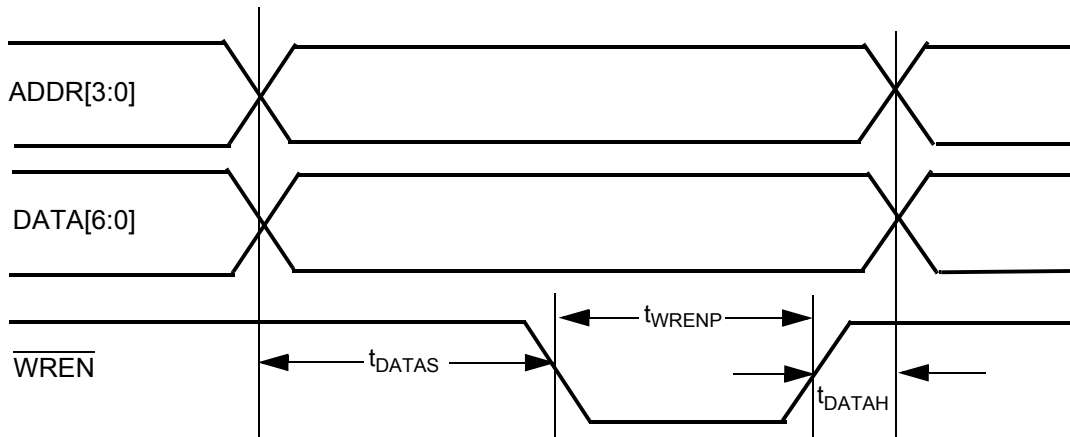 ADDR[3:0]
DATA[6:0]
tWRENP
WREN
tDATAS
tDATAH